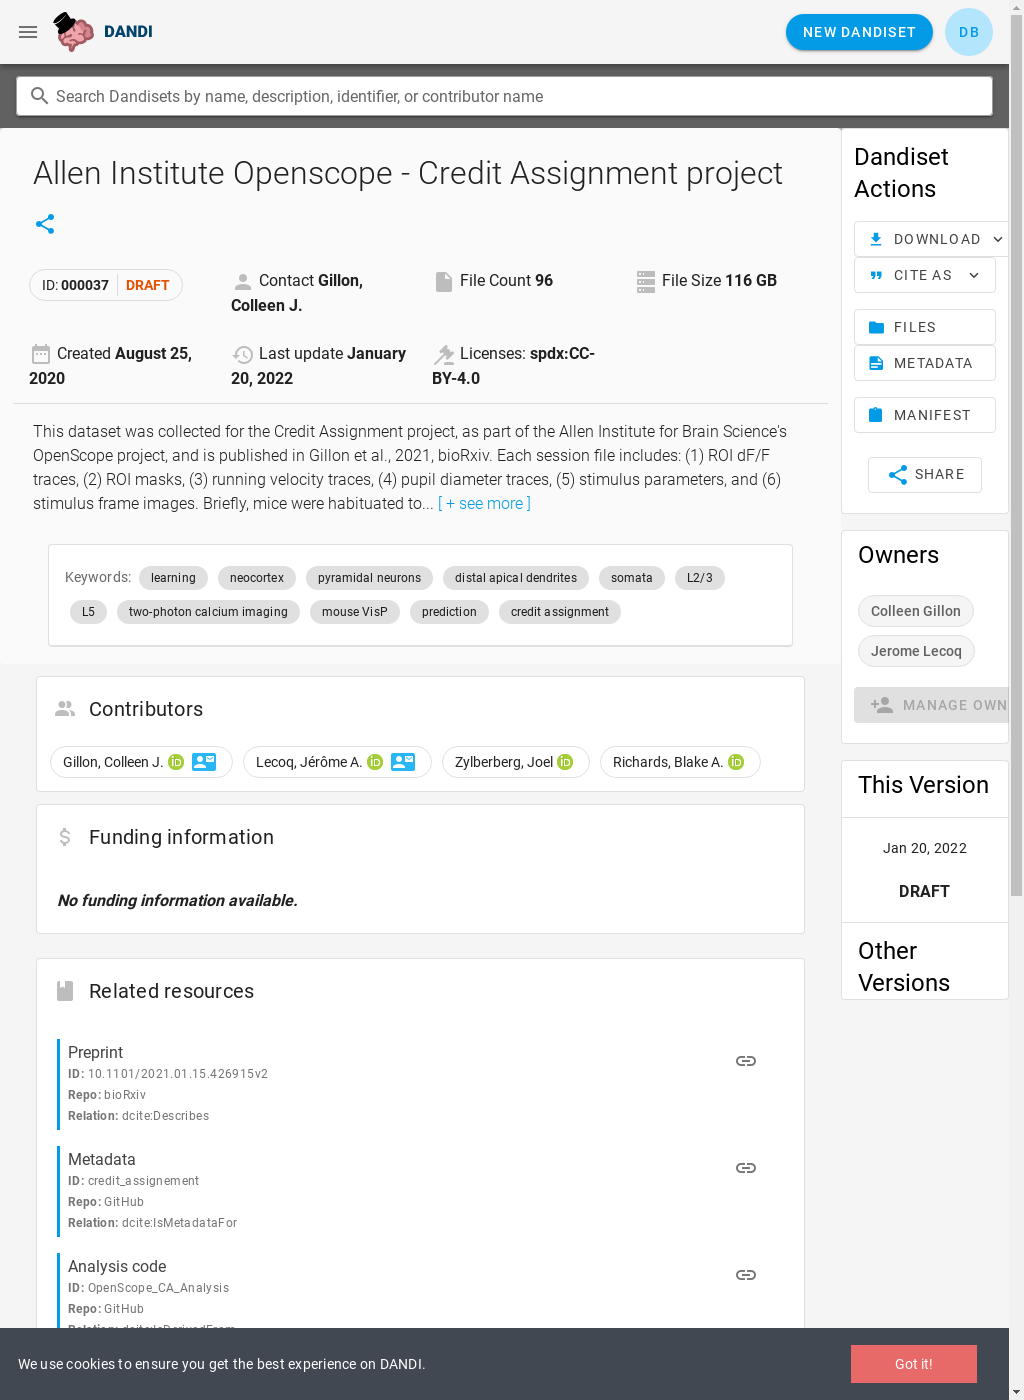 DANDI
NEW DANDISET
DB
Search Dandisets by name, description, identifier, or contributor name
Allen Institute Openscope - Credit Assignment project
ID: 000037 DRAFT
Contact Gillon,
Colleen J.
File Count 96
File Size 116 GB
Created August 25,
2020
Last update January
20, 2022
Licenses: spdx:CC-
BY-4.0
This dataset was collected for the Credit Assignment project, as part of the Allen Institute for Brain Science's
OpenScope project, and is published in Gillon et al., 2021, bioRxiv. Each session file includes: (1) ROI dF/F
traces, (2) ROI masks, (3) running velocity traces, (4) pupil diameter traces, (5) stimulus parameters, and (6)
stimulus frame images. Briefly, mice were habituated to... [ + see more ]
Keywords: learning neocortex pyramidal neurons distal apical dendrites somata L2/3
L5 two-photon calcium imaging mouse VisP prediction credit assignment
Contributors
Gillon, Colleen J. iD Lecoq, Jérôme A. iD Zylberberg, Joel iD Richards, Blake A. iD
Funding information
No funding information available.
Related resources
Preprint
ID: 10.1101/2021.01.15.426915v2
Repo: bioRxiv
Relation: dcite:Describes
Metadata
ID: credit_assignement
Repo: GitHub
Relation: dcite:IsMetadataFor
Analysis code
ID: OpenScope_CA_Analysis
Repo: GitHub
Relation: dcite:IsDerivedFrom
Dandiset
Actions
DOWNLOAD
CITE AS
FILES
METADATA
MANIFEST
SHARE
Owners
Colleen Gillon
Jerome Lecoq
MANAGE OWN
This Version
Jan 20, 2022
DRAFT
Other
Versions
We use cookies to ensure you get the best experience on DANDI.
Got it!